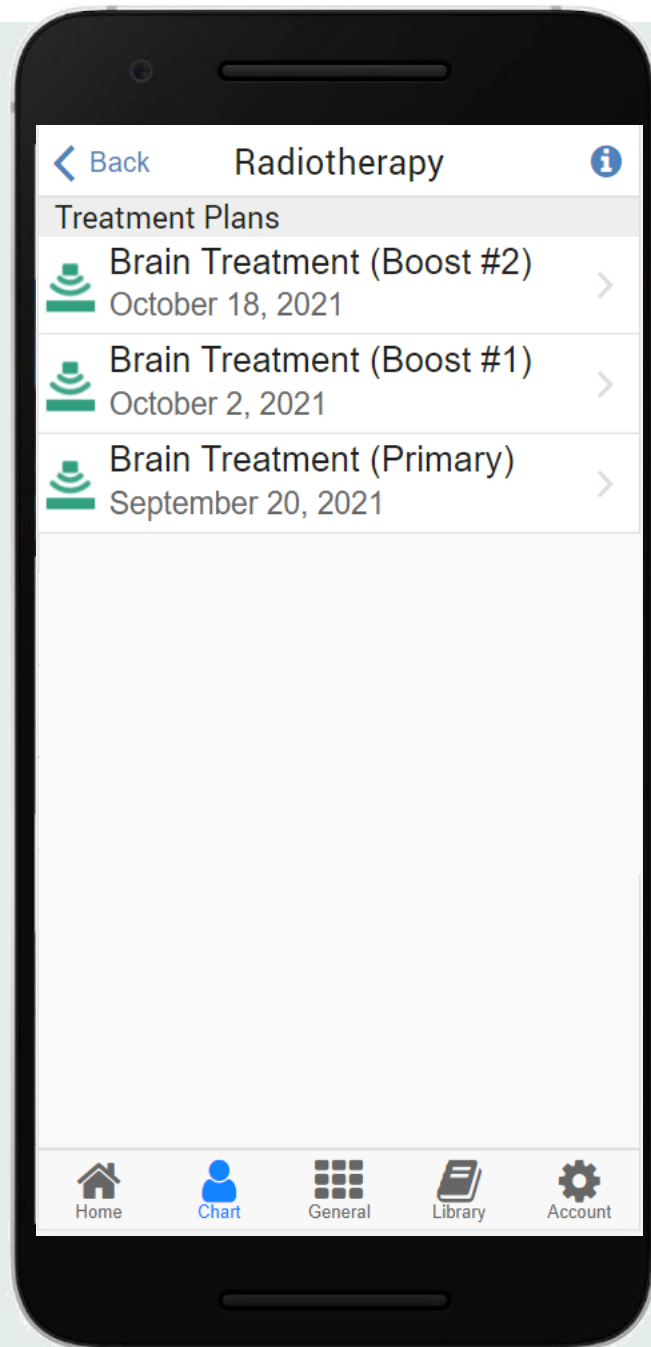 Back Radiotherapy
Treatment Plans
Brain Treatment (Boost #2)
October 18, 2021
Brain Treatment (Boost #1)
October 2, 2021
Brain Treatment (Primary)
September 20, 2021
Home Chart General Library Account